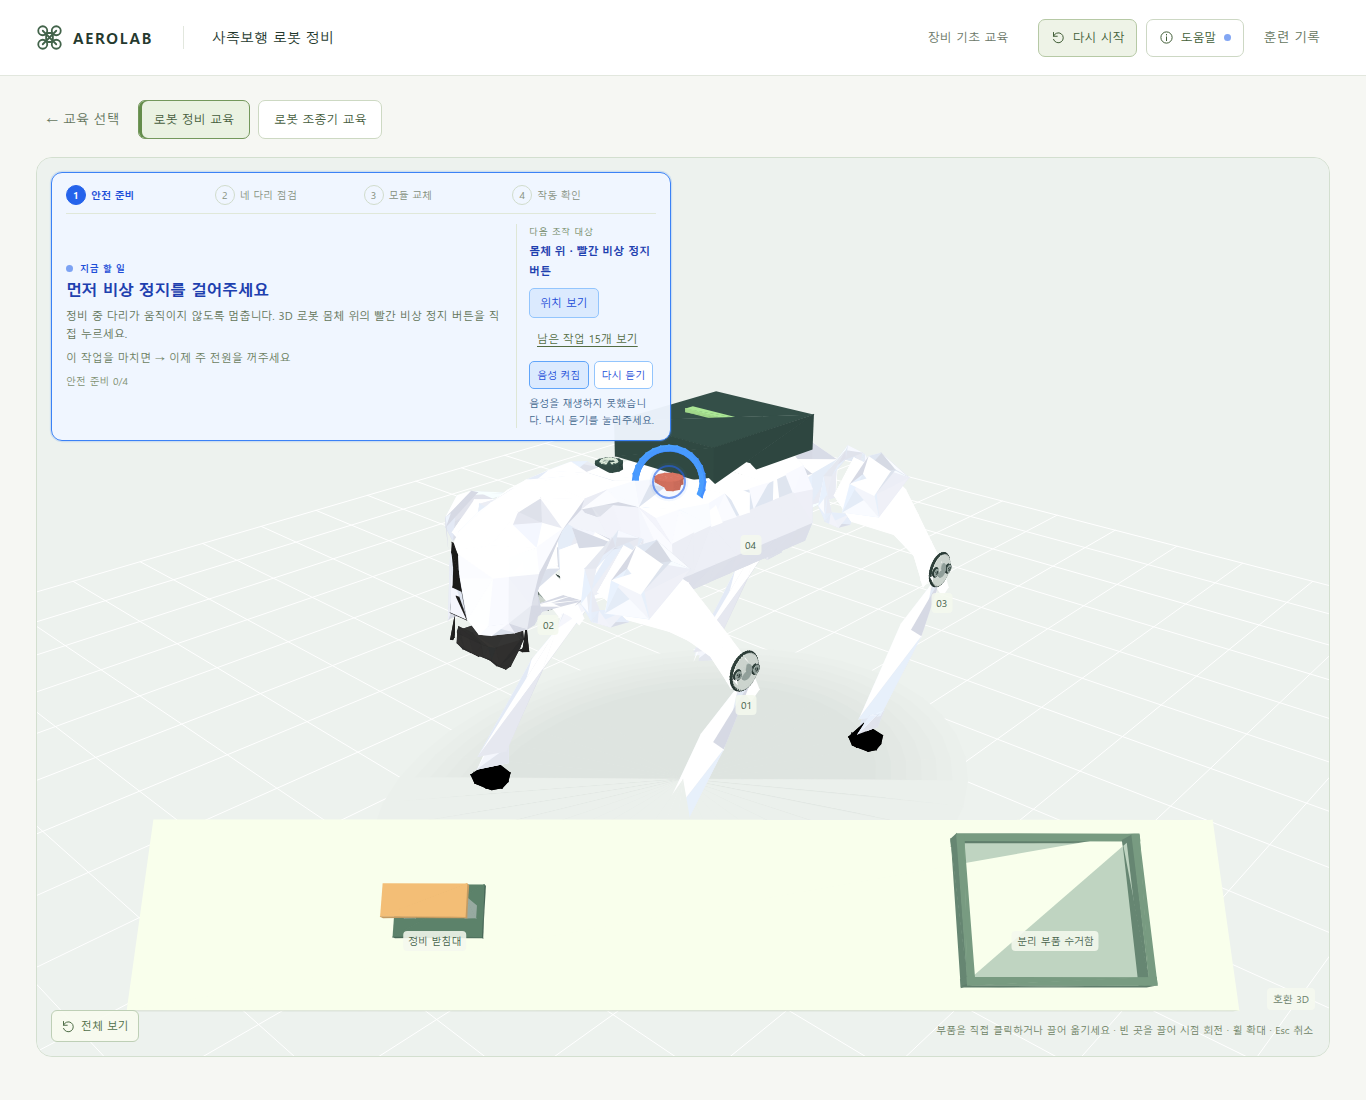 AEROLAB
사족보행 로봇 정비
장비 기초 교육
다시 시작
도움말
훈련 기록
← 교육 선택
로봇 정비 교육
로봇 조종기 교육
1 안전 준비
2 네 다리 점검
3 모듈 교체
4 작동 확인
지금 할 일
먼저 비상 정지를 걸어주세요
정비 중 다리가 움직이지 않도록 멈춥니다. 3D 로봇 몸체 위의 빨간 비상 정지 버튼을 직
접 누르세요.
이 작업을 마치면 → 이제 주 전원을 꺼주세요
안전 준비 0/4
다음 조작 대상
몸체 위 · 빨간 비상 정지
버튼
위치 보기
남은 작업 15개 보기
음성 켜짐
다시 듣기
음성을 재생하지 못했습니
다. 다시 듣기를 눌러주세요.
04
03
02
01
정비 받침대
분리 부품 수거함
호환 3D
전체 보기
부품을 직접 클릭하거나 끌어 옮기세요 · 빈 곳을 끌어 시점 회전 · 휠 확대 · Esc 취소